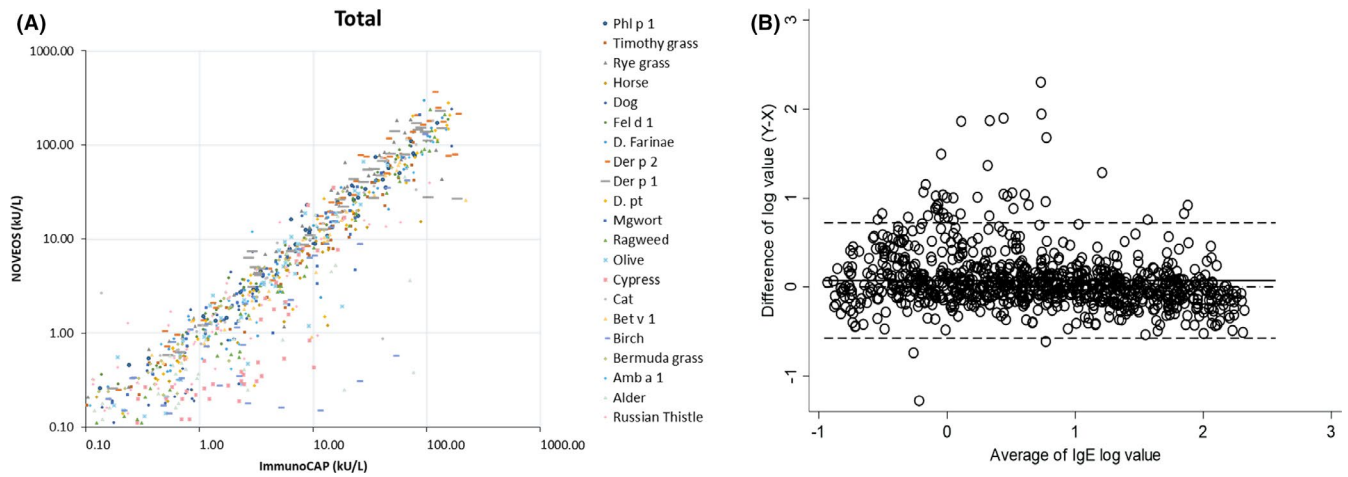 (A)
Total
1000.00
100.00
10.00
1.00
0.10
NOVEOS (kU/L)
0.10 1.00 10.00 100.00 1000.00
ImmunoCAP (kU/L)
Phl p 1
Timothy grass
Rye grass
Horse
Dog
Fel d 1
D. Farinae
Der p 2
Der p 1
D. pt
Mgwort
Ragweed
Olive
Cypress
Cat
Bet v 1
Birch
Bermuda grass
Amb a 1
Alder
Russian Thistle
(B)
3
2
1
0
-1
Difference of log value (Y-X)
-1 0 1 2 3
Average of IgE log value